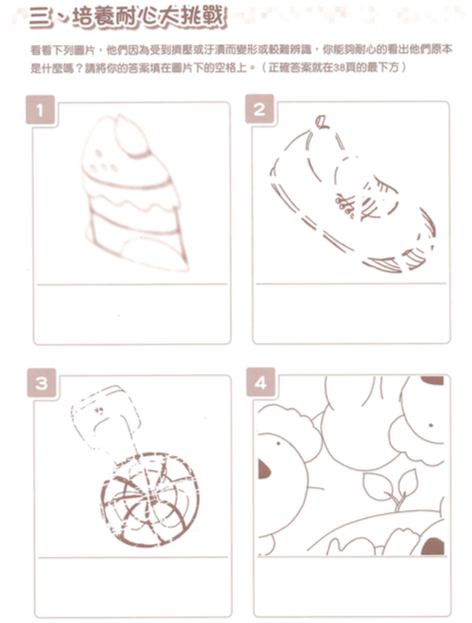 三、培養耐心大挑戰
看看下列圖片，他們因為受到擠壓或汙漬而變形或較難辨識，你能夠耐心的看出他們原本
是什麼嗎？請將你的答案填在圖片下的空格上。（正確答案就在38頁的最下方）
1
2
3
4